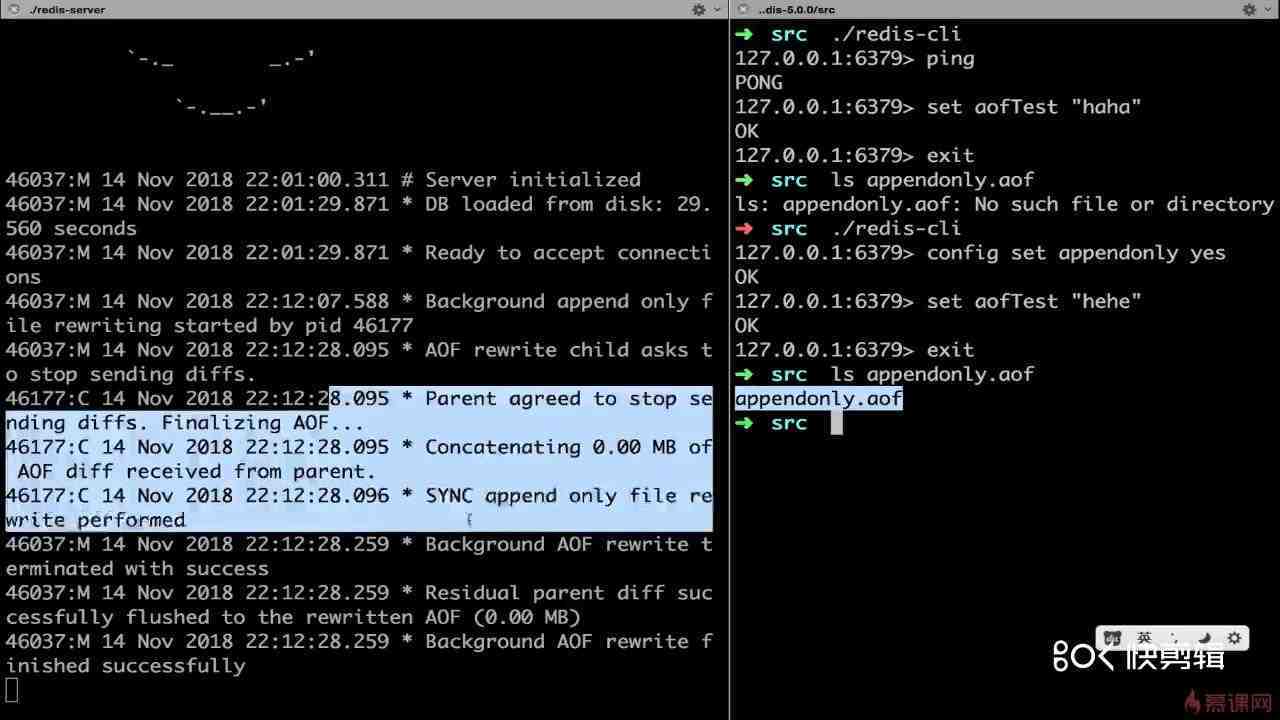 ./redis-server
`-._ _.-'
`-.__.-'
46037:M 14 Nov 2018 22:01:00.311 # Server initialized
46037:M 14 Nov 2018 22:01:29.871 * DB loaded from disk: 29.
560 seconds
46037:M 14 Nov 2018 22:01:29.871 * Ready to accept connecti
ons
46037:M 14 Nov 2018 22:12:07.588 * Background append only f
ile rewriting started by pid 46177
46037:M 14 Nov 2018 22:12:28.095 * AOF rewrite child asks t
o stop sending diffs.
46177:C 14 Nov 2018 22:12:28.095 * Parent agreed to stop se
nding diffs. Finalizing AOF...
46177:C 14 Nov 2018 22:12:28.095 * Concatenating 0.00 MB of
AOF diff received from parent.
46177:C 14 Nov 2018 22:12:28.096 * SYNC append only file re
write performed
46037:M 14 Nov 2018 22:12:28.259 * Background AOF rewrite t
erminated with success
46037:M 14 Nov 2018 22:12:28.259 * Residual parent diff suc
cessfully flushed to the rewritten AOF (0.00 MB)
46037:M 14 Nov 2018 22:12:28.259 * Background AOF rewrite f
inished successfully
..dis-5.0.0/src
➜ src ./redis-cli
127.0.0.1:6379> ping
PONG
127.0.0.1:6379> set aofTest "haha"
OK
127.0.0.1:6379> exit
➜ src ls appendonly.aof
ls: appendonly.aof: No such file or directory
➜ src ./redis-cli
127.0.0.1:6379> config set appendonly yes
OK
127.0.0.1:6379> set aofTest "hehe"
OK
127.0.0.1:6379> exit
➜ src ls appendonly.aof
appendonly.aof
➜ src
英
快剪辑
慕课网